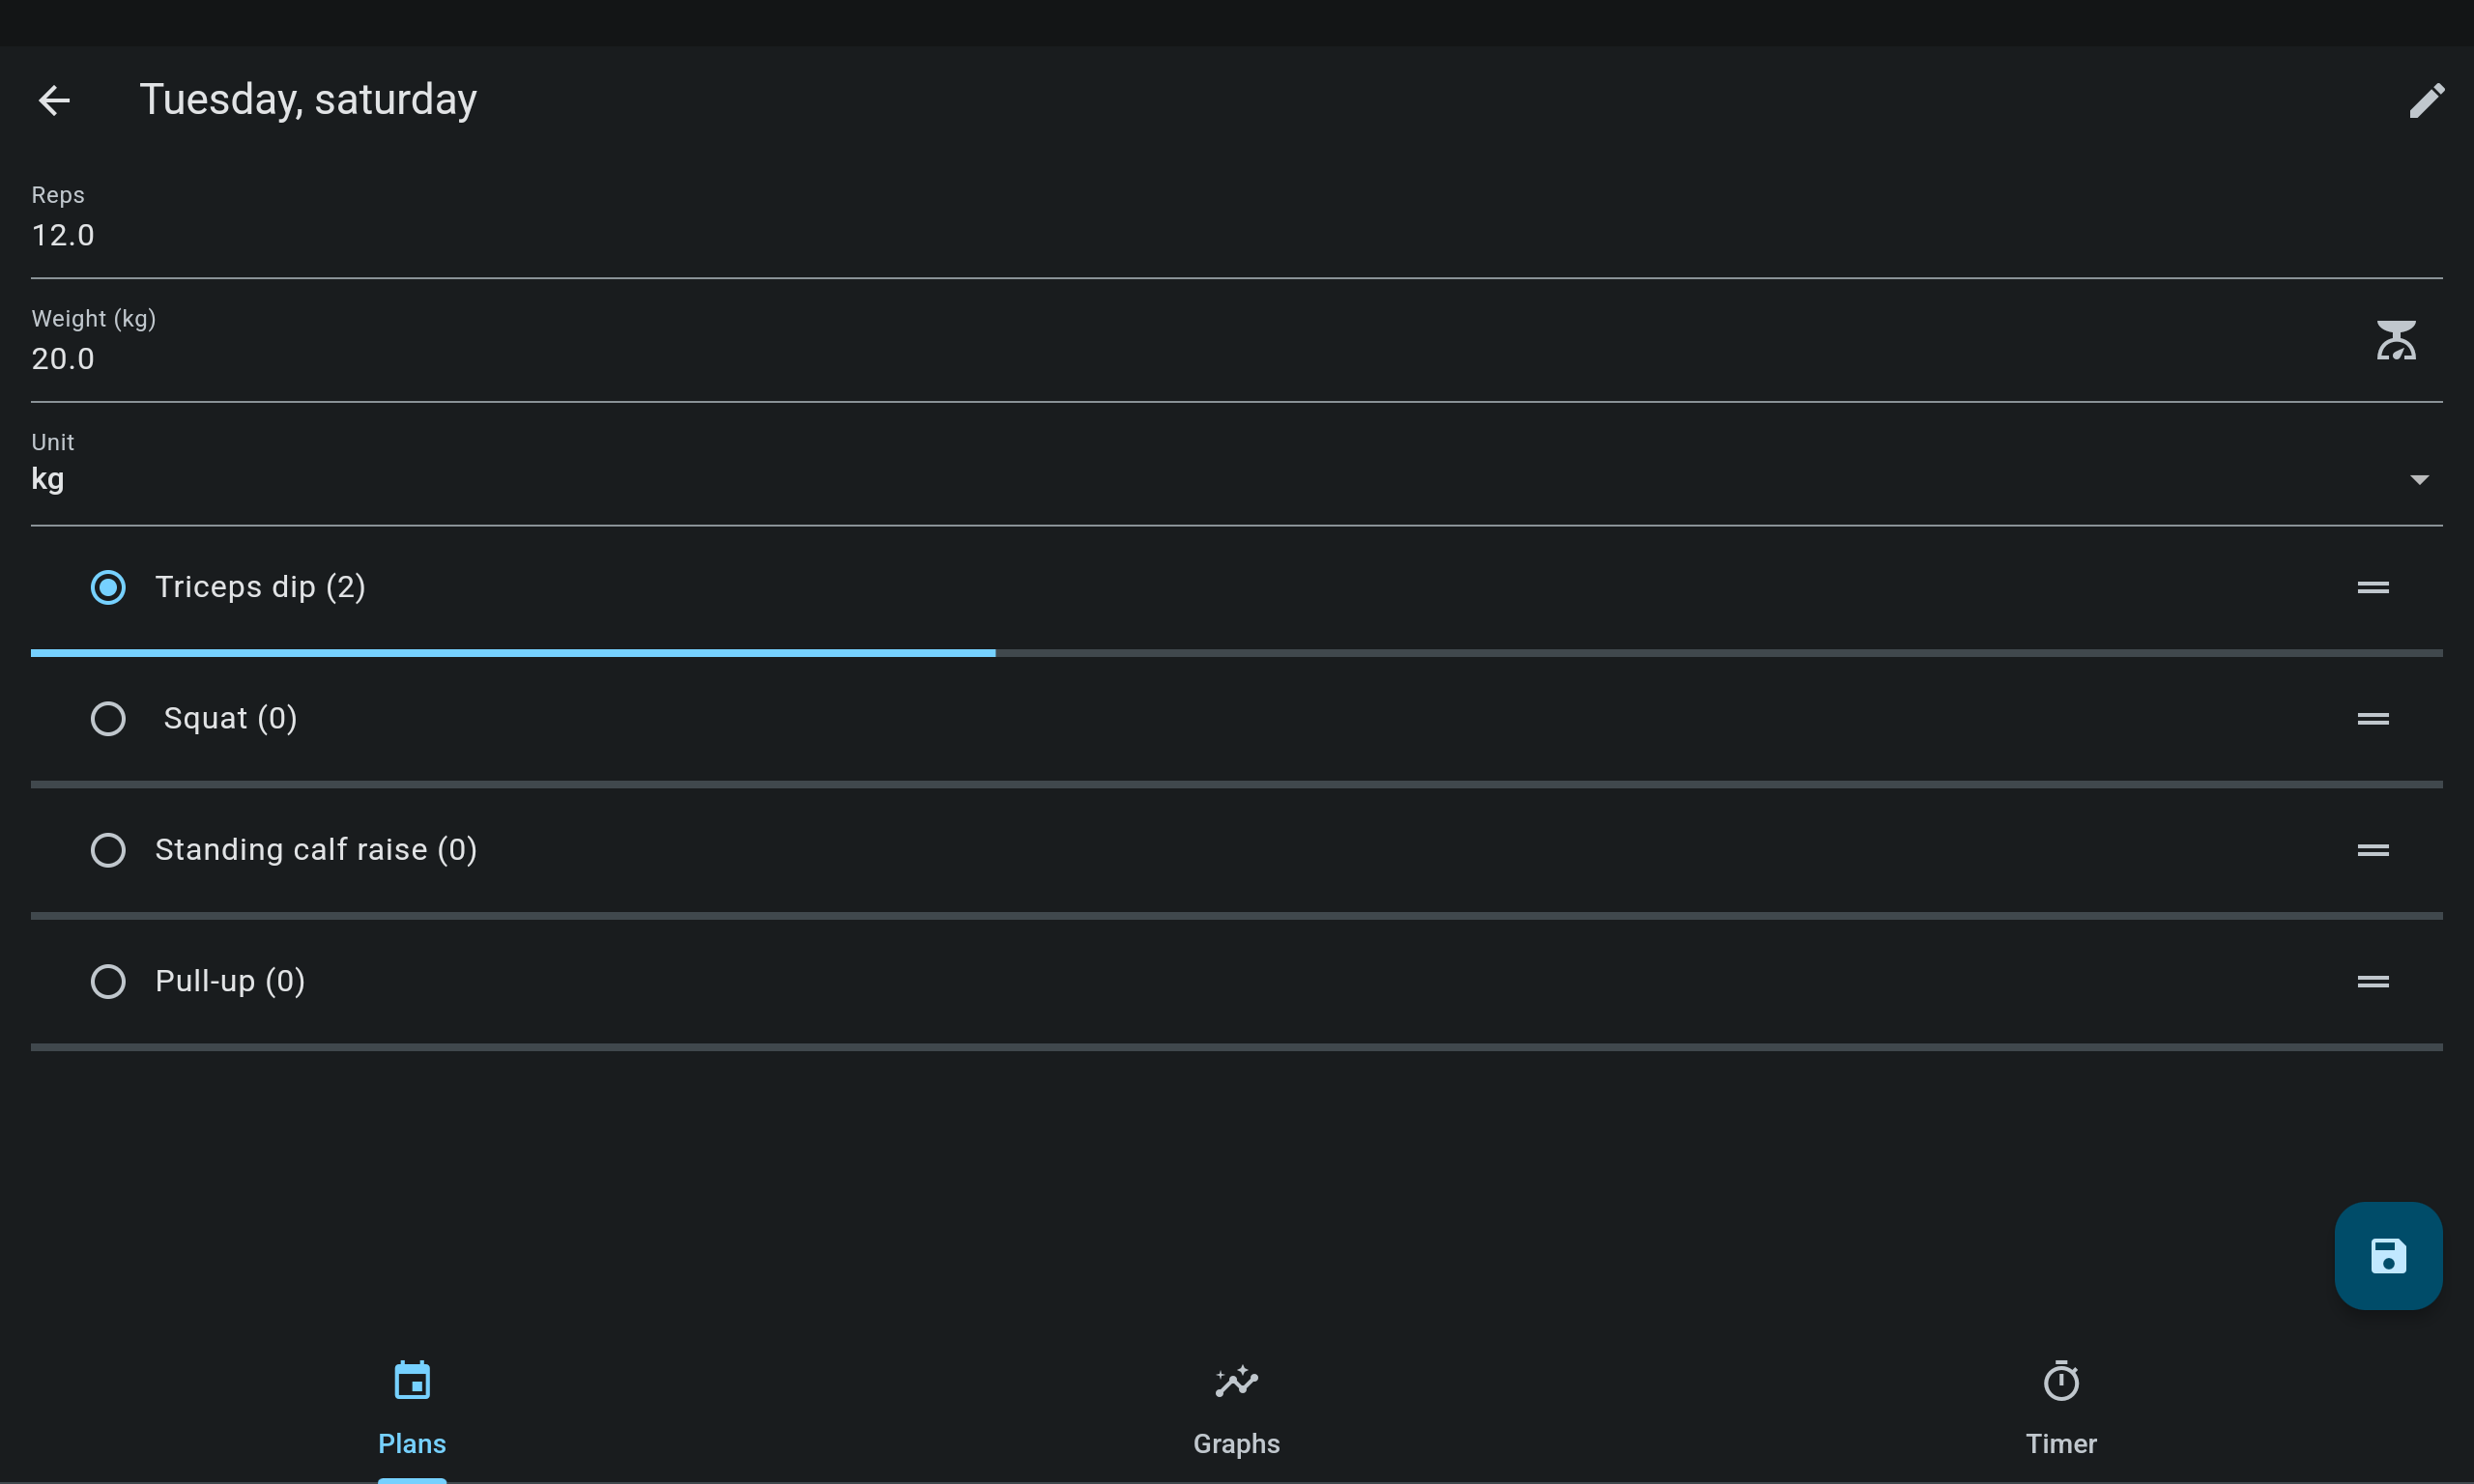 Tuesday, saturday
Reps
12.0
Weight (kg)
20.0
Unit
kg
Triceps dip (2)
Squat (0)
Standing calf raise (0)
Pull-up (0)
Plans
Graphs
Timer